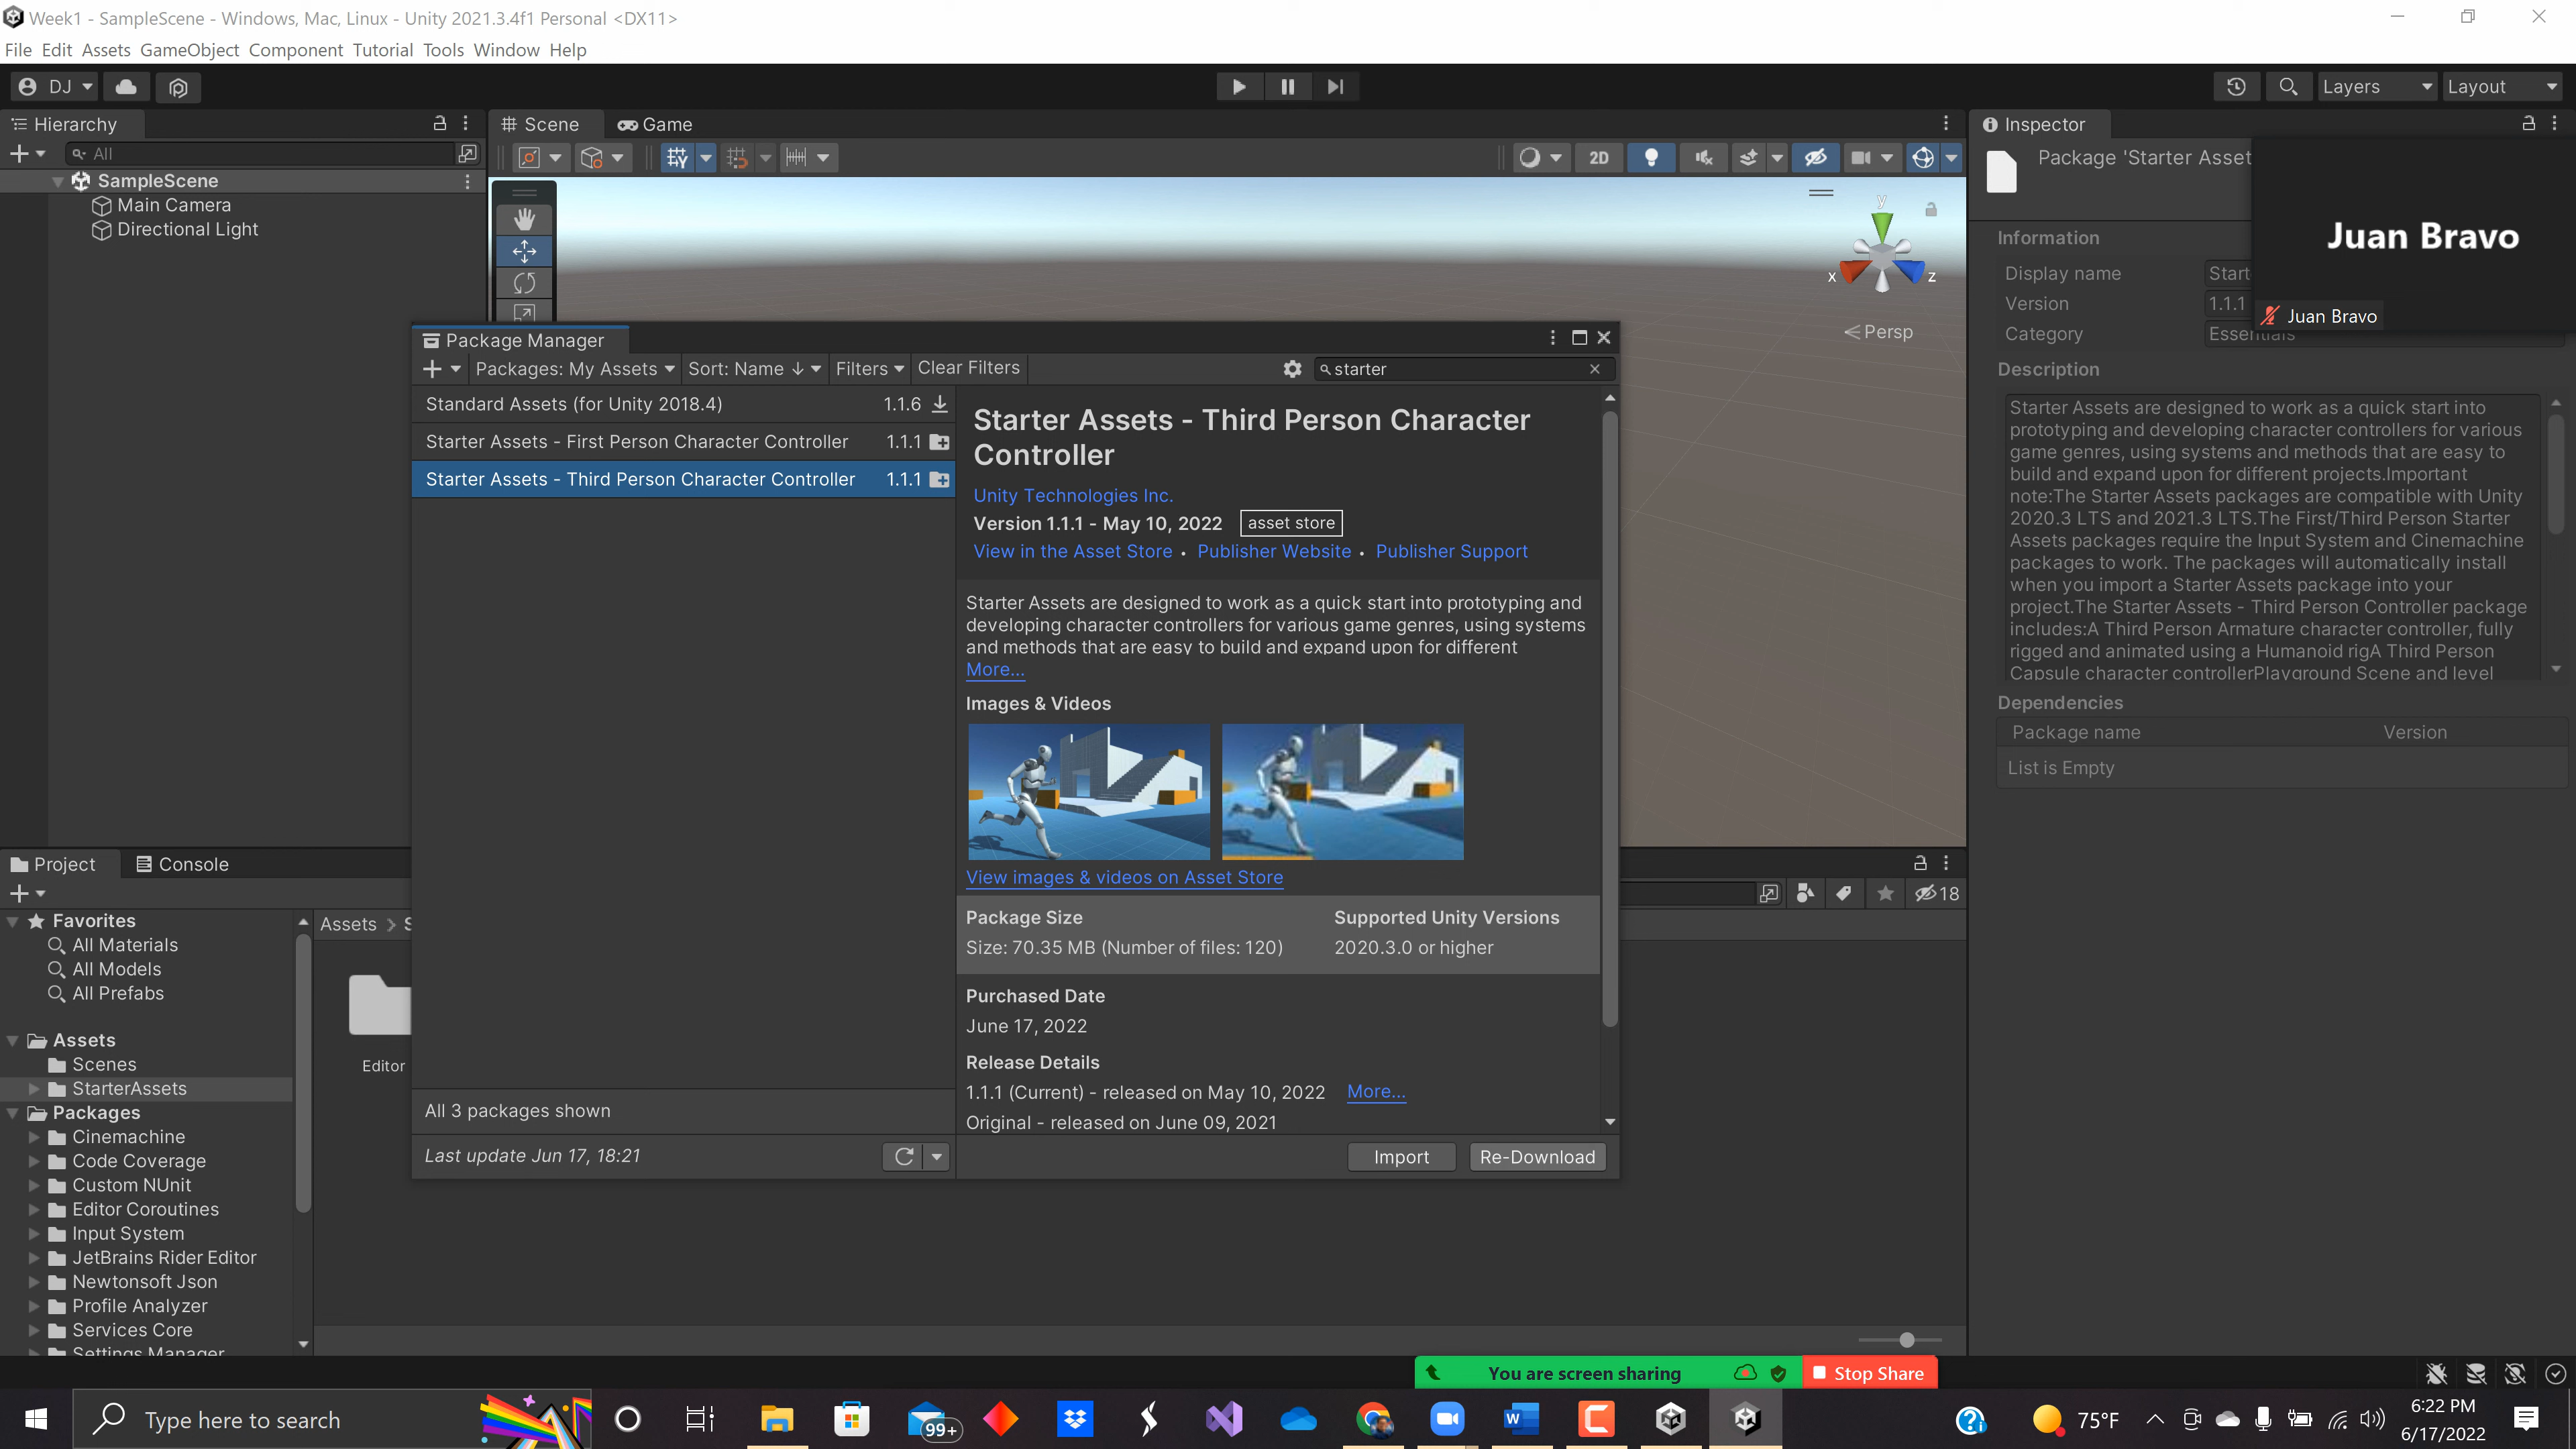 Week1 - SampleScene - Windows, Mac, Linux - Unity 2021.3.4f1 Personal <DX11>
File Edit Assets GameObject Component Tutorial Tools Window Help
DJ
Layers
Layout
Hierarchy
All
SampleScene
Main Camera
Directional Light
Scene
Game
2D
y
x
z
Persp
Inspector
Package 'Starter Asset
Information
Display name
Start
Version
1.1.1
Category
Essentials
Juan Bravo
Juan Bravo
Description
Starter Assets are designed to work as a quick start into
prototyping and developing character controllers for various
game genres, using systems and methods that are easy to
build and expand upon for different projects.Important
note:The Starter Assets packages are compatible with Unity
2020.3 LTS and 2021.3 LTS.The First/Third Person Starter
Assets packages require the Input System and Cinemachine
packages to work. The packages will automatically install
when you import a Starter Assets package into your
project.The Starter Assets - Third Person Controller package
includes:A Third Person Armature character controller, fully
rigged and animated using a Humanoid rigA Third Person
Capsule character controllerPlayground Scene and level
Dependencies
Package name
Version
List is Empty
Package Manager
Packages: My Assets
Sort: Name ↓
Filters
Clear Filters
starter
Standard Assets (for Unity 2018.4) 1.1.6
Starter Assets - First Person Character Controller 1.1.1
Starter Assets - Third Person Character Controller 1.1.1
All 3 packages shown
Last update Jun 17, 18:21
Starter Assets - Third Person Character
Controller
Unity Technologies Inc.
Version 1.1.1 - May 10, 2022 asset store
View in the Asset Store • Publisher Website • Publisher Support
Starter Assets are designed to work as a quick start into prototyping and
developing character controllers for various game genres, using systems
and methods that are easy to build and expand upon for different
More...
Images & Videos
View images & videos on Asset Store
Package Size
Size: 70.35 MB (Number of files: 120)
Supported Unity Versions
2020.3.0 or higher
Purchased Date
June 17, 2022
Release Details
1.1.1 (Current) - released on May 10, 2022 More...
Original - released on June 09, 2021
Import
Re-Download
Project
Console
18
Favorites
All Materials
All Models
All Prefabs
Assets
Scenes
StarterAssets
Packages
Cinemachine
Code Coverage
Custom NUnit
Editor Coroutines
Input System
JetBrains Rider Editor
Newtonsoft Json
Profile Analyzer
Services Core
Settings Manager
Assets > S
Editor
You are screen sharing
Stop Share
Type here to search
99+
75°F
6:22 PM
6/17/2022